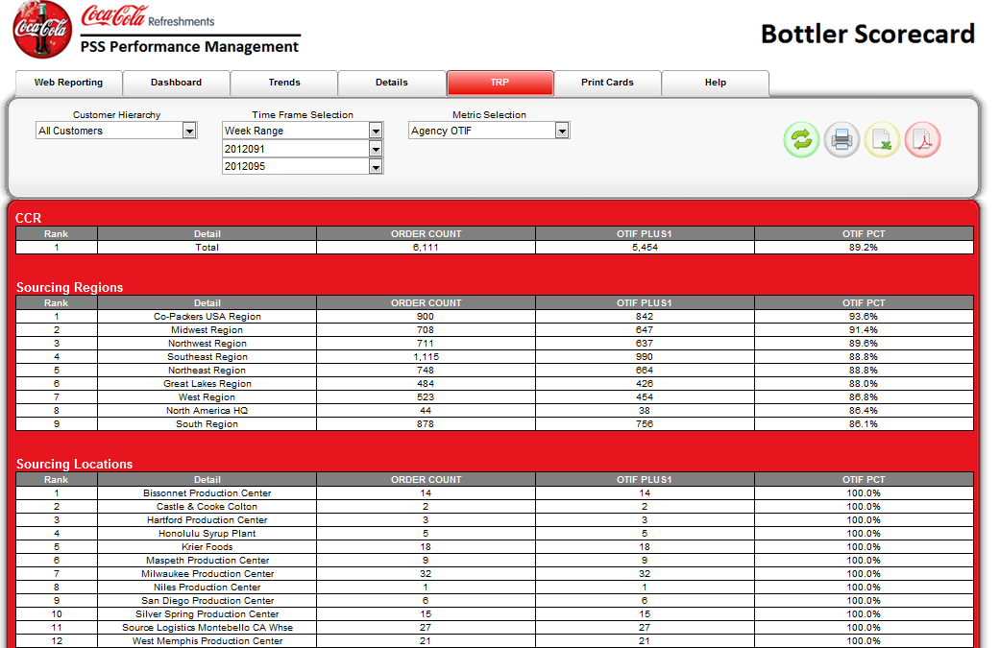 Coca-Cola
Coca-Cola Refreshments
PSS Performance Management
Bottler Scorecard
Web Reporting Dashboard Trends Details TRP Print Cards Help
Customer Hierarchy Time Frame Selection Metric Selection
All Customers Week Range Agency OTIF
2012091
2012095
CCR
Rank Detail ORDER COUNT OTIF PLUS1 OTIF PCT
1 Total 6,111 5,454 89.2%
Sourcing Regions
Rank Detail ORDER COUNT OTIF PLUS1 OTIF PCT
1 Co-Packers USA Region 900 842 93.6%
2 Midwest Region 708 647 91.4%
3 Northwest Region 711 637 89.6%
4 Southeast Region 1,115 990 88.8%
5 Northeast Region 748 664 88.8%
6 Great Lakes Region 484 426 88.0%
7 West Region 523 454 86.8%
8 North America HQ 44 38 86.4%
9 South Region 878 756 86.1%
Sourcing Locations
Rank Detail ORDER COUNT OTIF PLUS1 OTIF PCT
1 Bissonnet Production Center 14 14 100.0%
2 Castle & Cooke Colton 2 2 100.0%
3 Hartford Production Center 3 3 100.0%
4 Honolulu Syrup Plant 5 5 100.0%
5 Krier Foods 18 18 100.0%
6 Maspeth Production Center 9 9 100.0%
7 Milwaukee Production Center 32 32 100.0%
8 Niles Production Center 1 1 100.0%
9 San Diego Production Center 6 6 100.0%
10 Silver Spring Production Center 15 15 100.0%
11 Source Logistics Montebello CA Whse 27 27 100.0%
12 West Memphis Production Center 21 21 100.0%